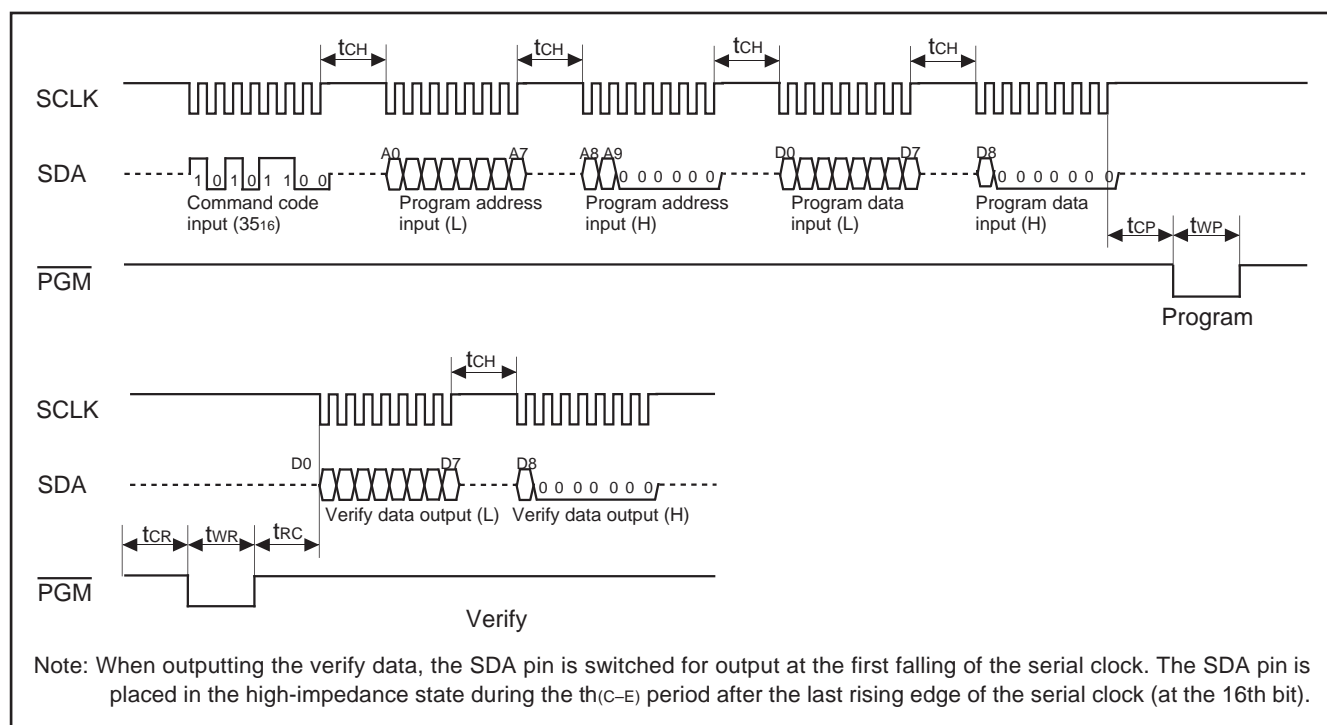 tCH tCH tCH tCH
SCLK
SDA
A0 A7 A8 A9 D0 D7 D8
1 0 1 0 1 1 0 0
0 0 0 0 0 0
0 0 0 0 0 0 0
Command code
input (3516)
Program address
input (L)
Program address
input (H)
Program data
input (L)
Program data
input (H)
tCP tWP
PGM
Program
tCH
SCLK
SDA
D0 D7 D8
0 0 0 0 0 0 0
Verify data output (L) Verify data output (H)
tCR tWR tRC
PGM
Verify
Note: When outputting the verify data, the SDA pin is switched for output at the first falling of the serial clock. The SDA pin is
placed in the high-impedance state during the th(C–E) period after the last rising edge of the serial clock (at the 16th bit).